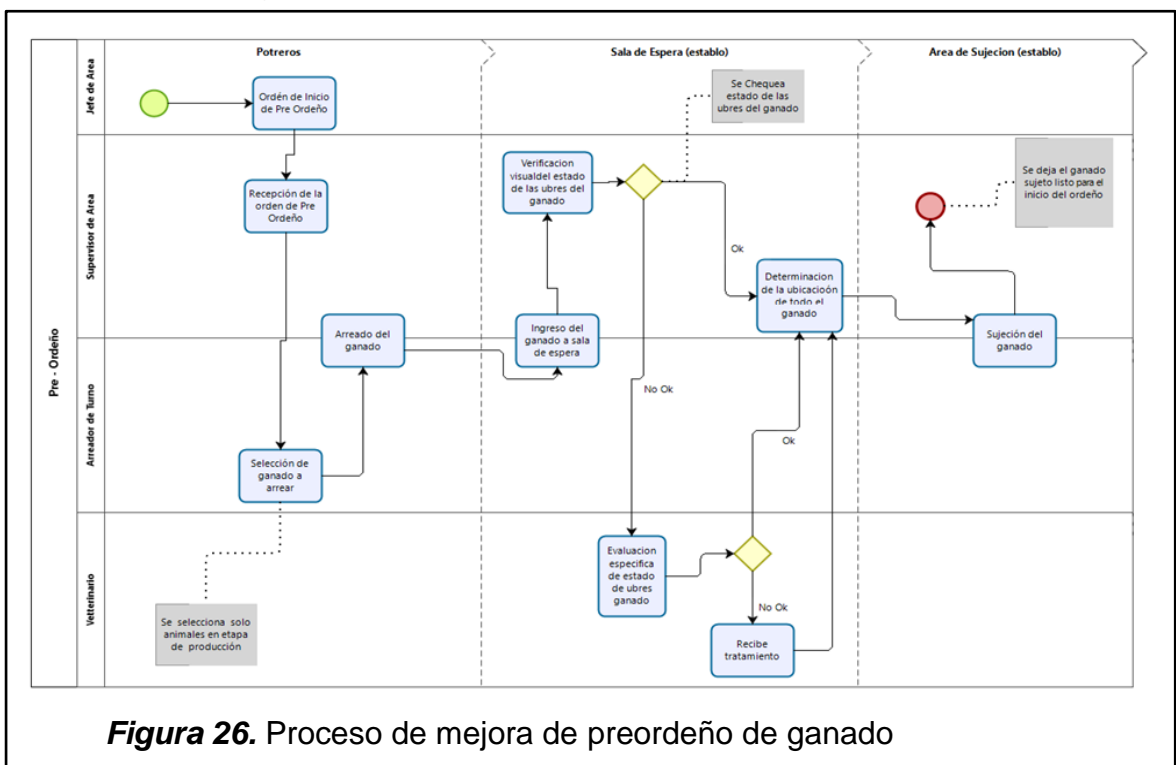 Potreros
Sala de Espera (establo)
Area de Sujecion (establo)
Pre - Ordeño
Jefe de Area
Ordén de Inicio
de Pre Ordeño
Se Chequea
estado de las
ubres del ganado
Supervisor de Area
Recepción de la
orden de Pre
Ordeño
Verificacion
visualdel estado
de las ubres del
ganado
Ok
Determinacion
de la ubicacioón
de todo el
ganado
Se deja el ganado
sujeto listo para el
inicio del ordeño
Arreado del
ganado
Ingreso del
ganado a sala
de espera
Sujeción del
ganado
Arreador de Turno
Selección de
ganado a
arrear
No Ok
Ok
Vetterinario
Se selecciona solo
animales en etapa
de producción
Evaluacion
especifica
de estado
de ubres
ganado
No Ok
Recibe
tratamiento
Figura 26. Proceso de mejora de preordeño de ganado